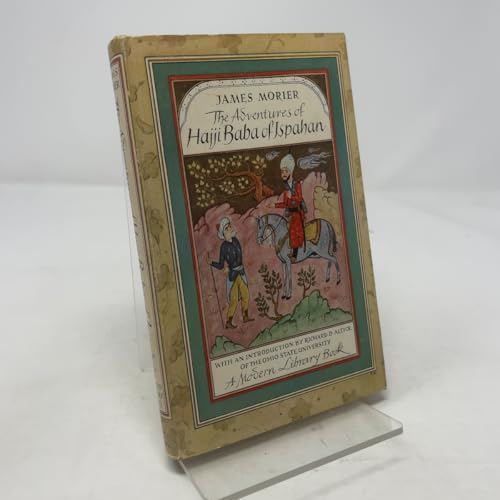 JAMES MORIER
The Adventures of
Hajji Baba of Ispahan
WITH AN INTRODUCTION BY RICHARD D. ALTICK
OF THE OHIO STATE UNIVERSITY
A Modern Library Book